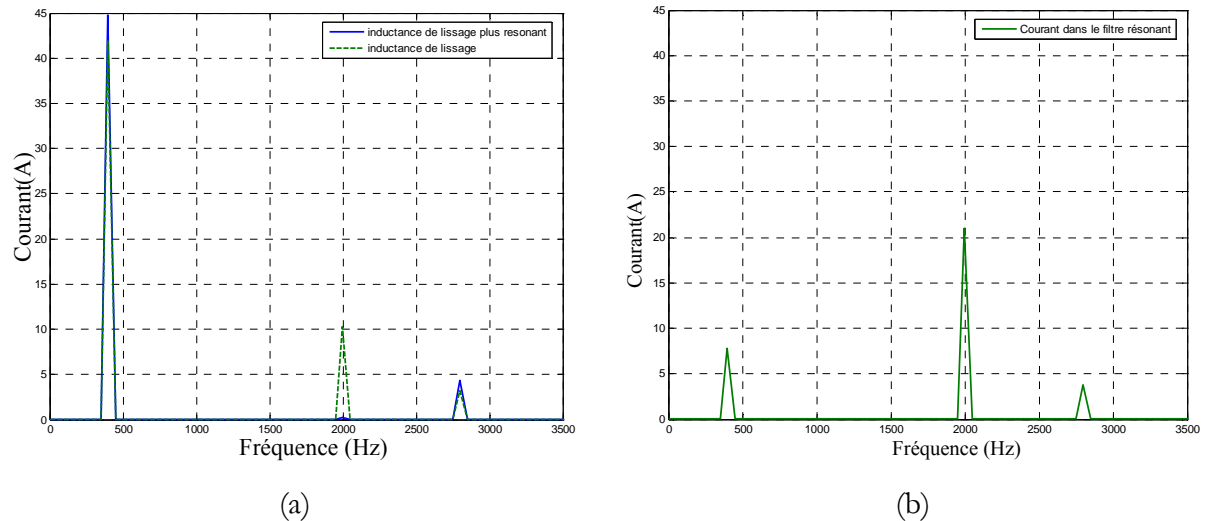 45
40
35
30
25
20
15
10
5
0
Courant(A)
inductance de lissage plus resonant
inductance de lissage
0 500 1000 1500 2000 2500 3000 3500
Fréquence (Hz)
(a)
45
40
35
30
25
20
15
10
5
0
Courant(A)
Courant dans le filtre résonant
0 500 1000 1500 2000 2500 3000 3500
Fréquence (Hz)
(b)